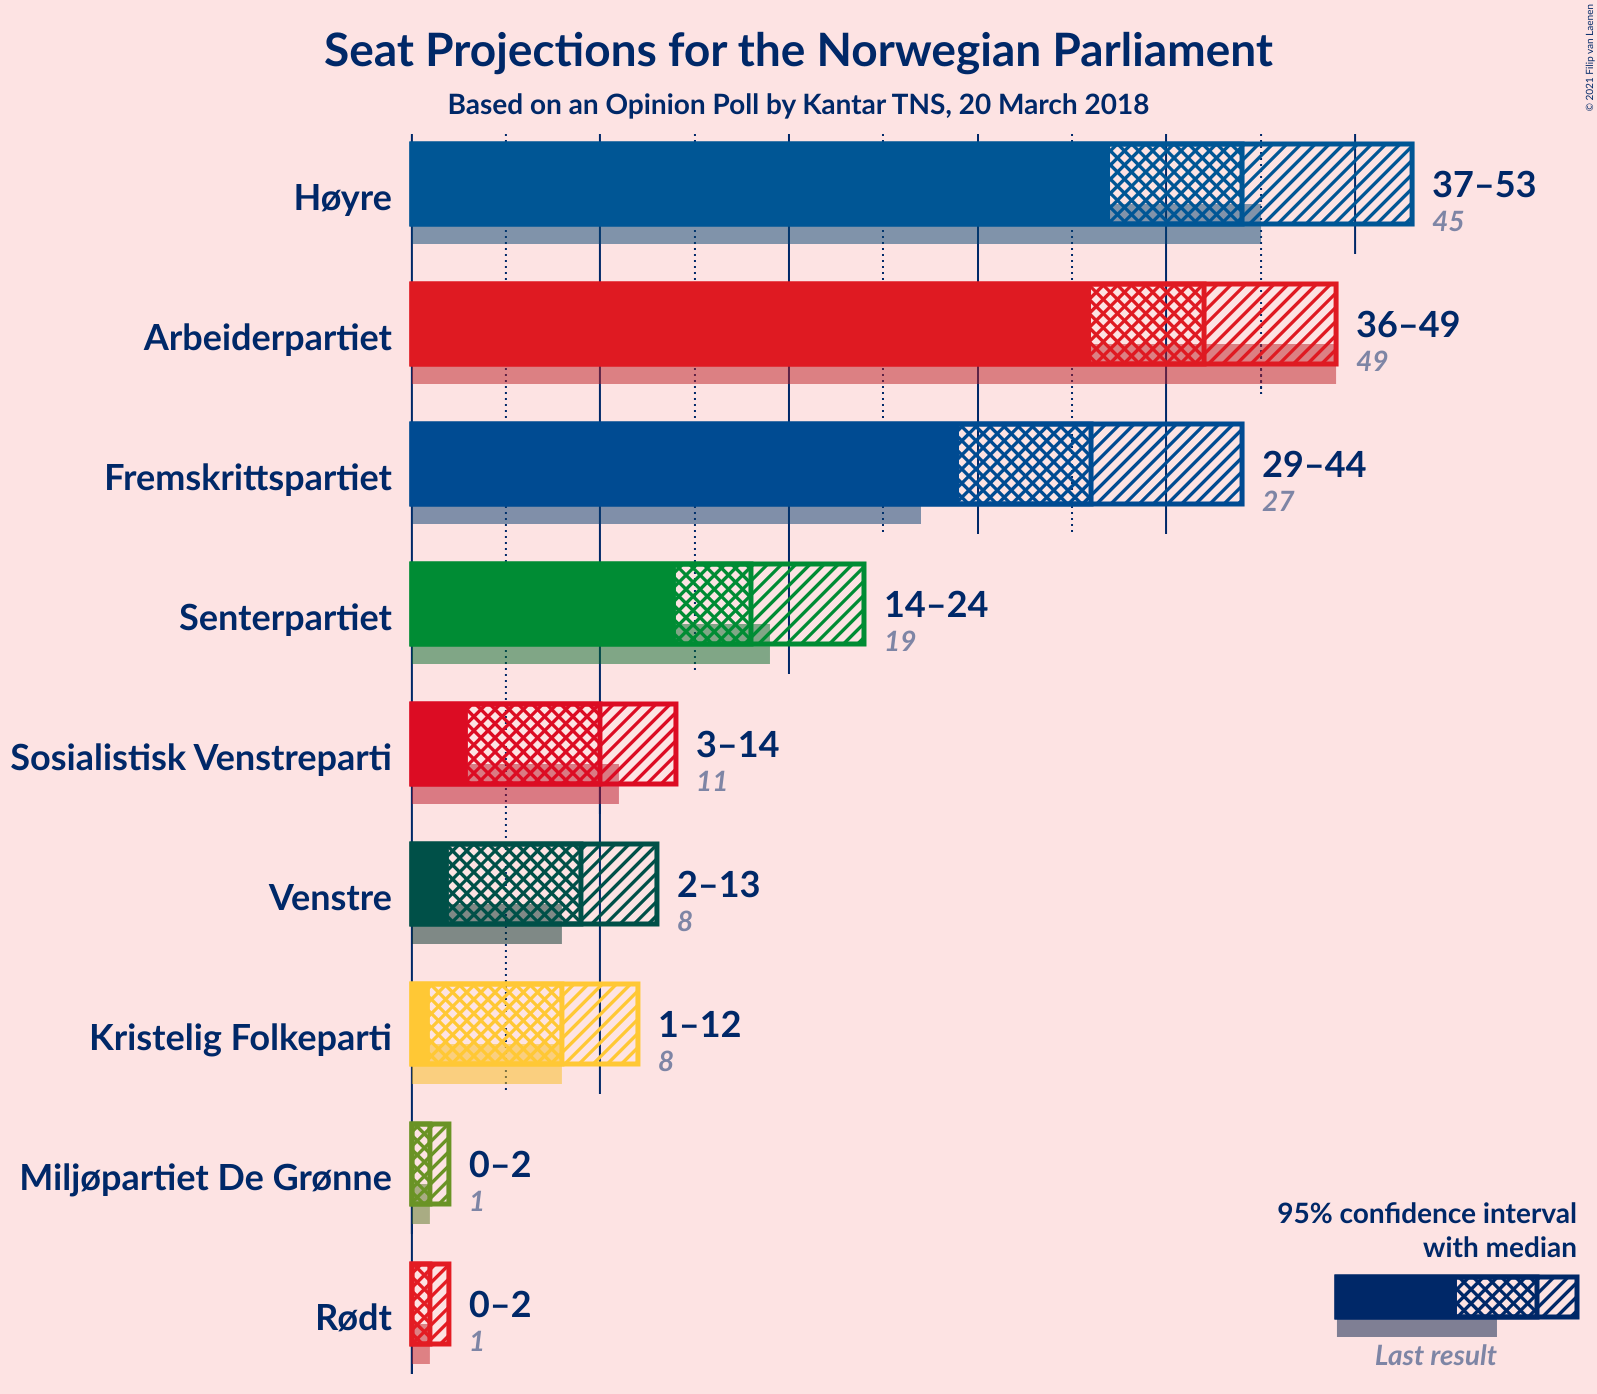 Seat Projections for the Norwegian Parliament
Based on an Opinion Poll by Kantar TNS, 20 March 2018
© 2021 Filip van Laenen
Høyre
37–53
45
Arbeiderpartiet
36–49
49
Fremskrittspartiet
29–44
27
Senterpartiet
14–24
19
Sosialistisk Venstreparti
3–14
11
Venstre
2–13
8
Kristelig Folkeparti
1–12
8
Miljøpartiet De Grønne
0–2
1
Rødt
0–2
1
95% confidence interval
with median
Last result